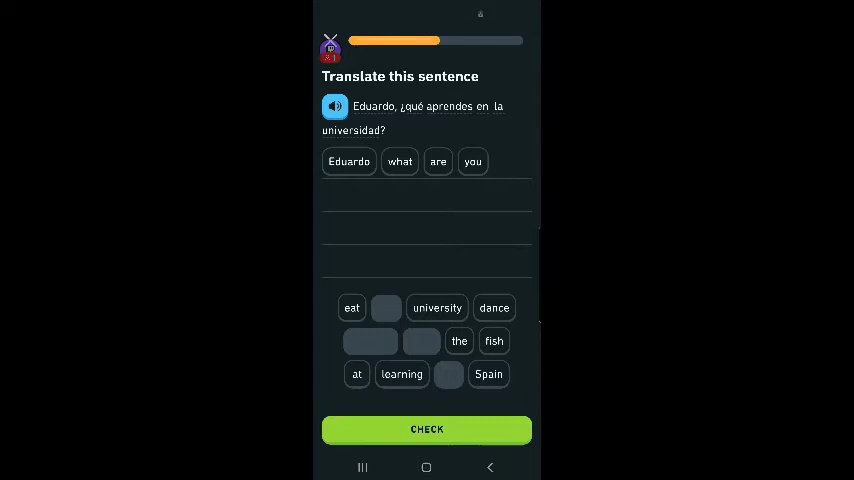 Translate this sentence
Eduardo, ¿qué aprendes en la
universidad?
Eduardo what are you
eat university dance
the fish
at learning Spain
CHECK